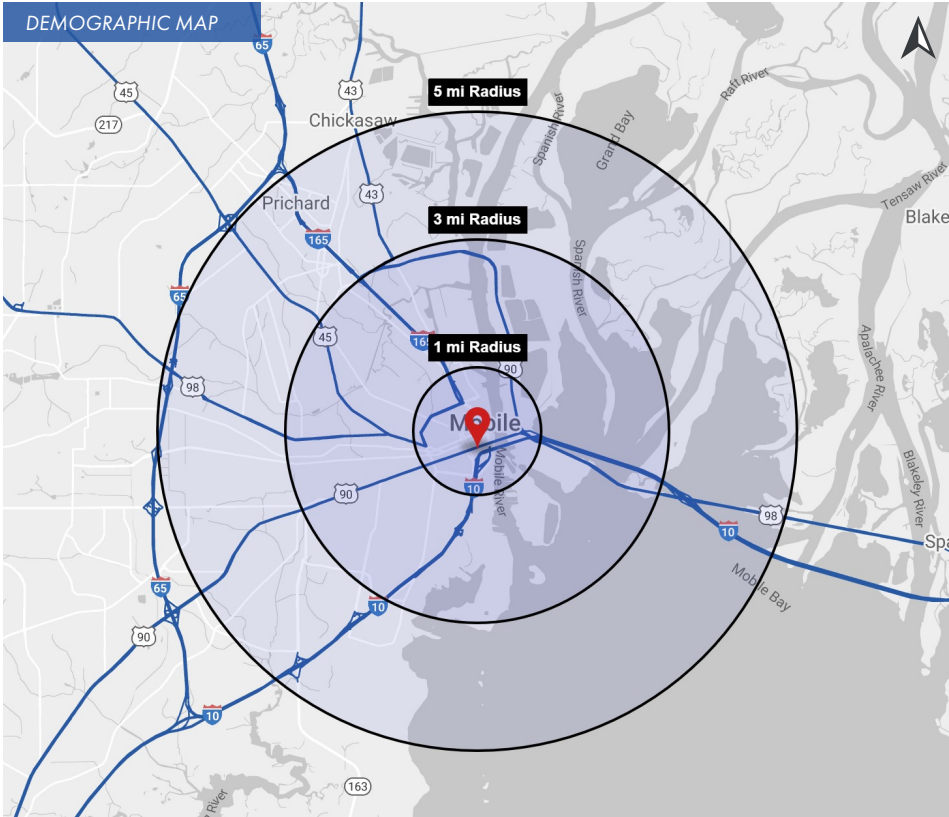 DEMOGRAPHIC MAP
65
45
43
217
5 mi Radius
Chickasaw
Raft River
Spanish River
Grand Bay
Tensaw River
43
Prichard
3 mi Radius
Blake
165
Spanish River
65
45
165
1 mi Radius
90
98
Apalachee River
Mobile
Mobile River
10
90
Blakeley River
98
10
Spa
65
10
Mobile Bay
90
10
163
River